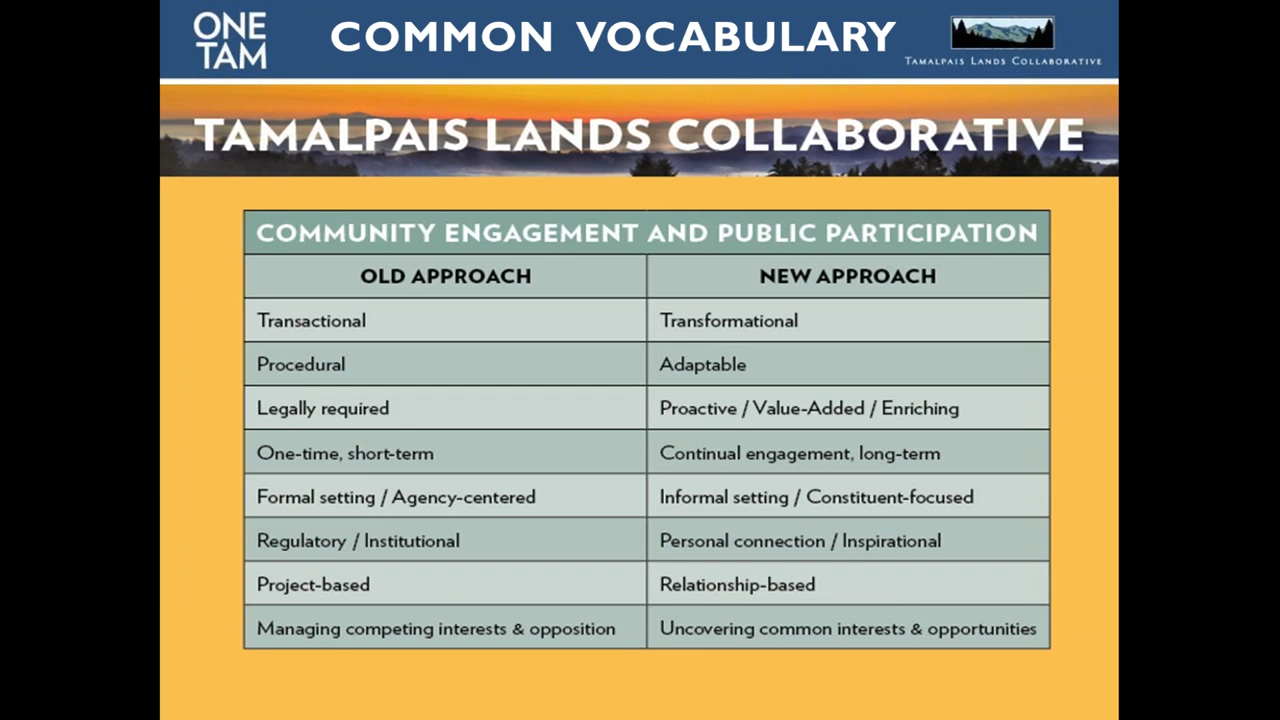 ONE
TAM
COMMON VOCABULARY
TAMALPAIS LANDS COLLABORATIVE
TAMALPAIS LANDS COLLABORATIVE
COMMUNITY ENGAGEMENT AND PUBLIC PARTICIPATION
OLD APPROACH NEW APPROACH
Transactional Transformational
Procedural Adaptable
Legally required Proactive / Value-Added / Enriching
One-time, short-term Continual engagement, long-term
Formal setting / Agency-centered Informal setting / Constituent-focused
Regulatory / Institutional Personal connection / Inspirational
Project-based Relationship-based
Managing competing interests & opposition Uncovering common interests & opportunities